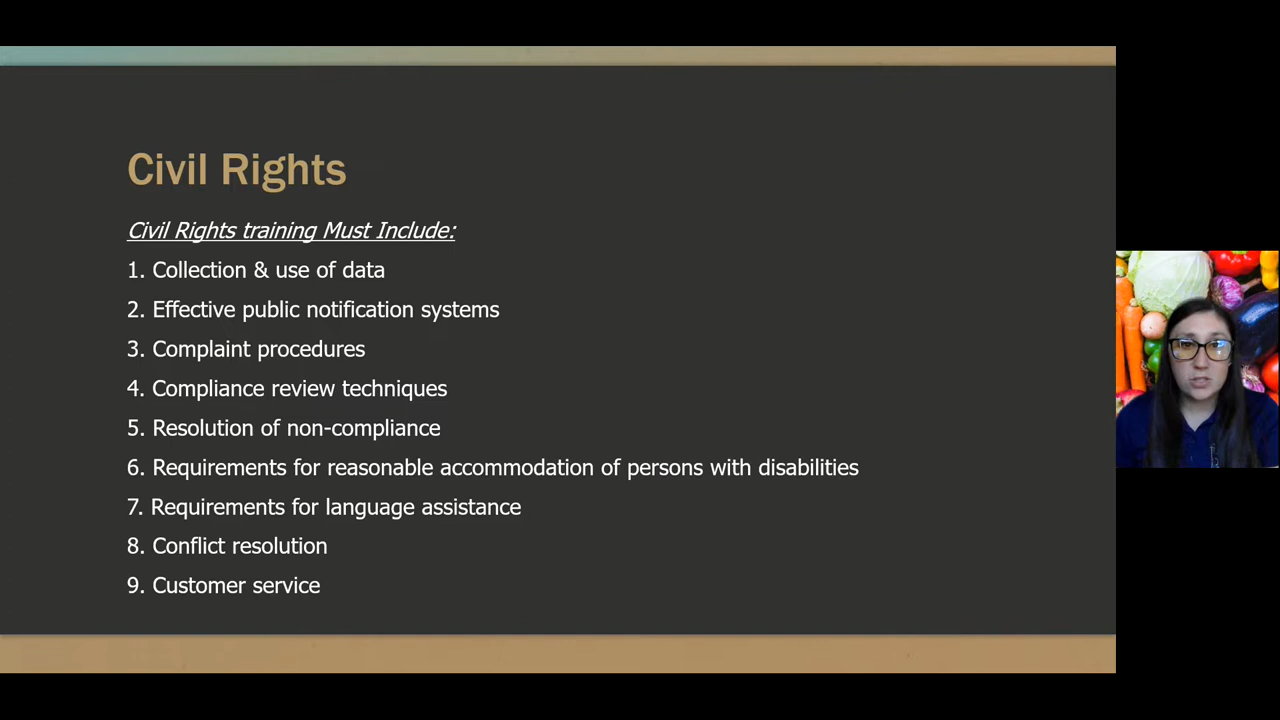 Civil Rights
Civil Rights training Must Include:
1. Collection & use of data
2. Effective public notification systems
3. Complaint procedures
4. Compliance review techniques
5. Resolution of non-compliance
6. Requirements for reasonable accommodation of persons with disabilities
7. Requirements for language assistance
8. Conflict resolution
9. Customer service